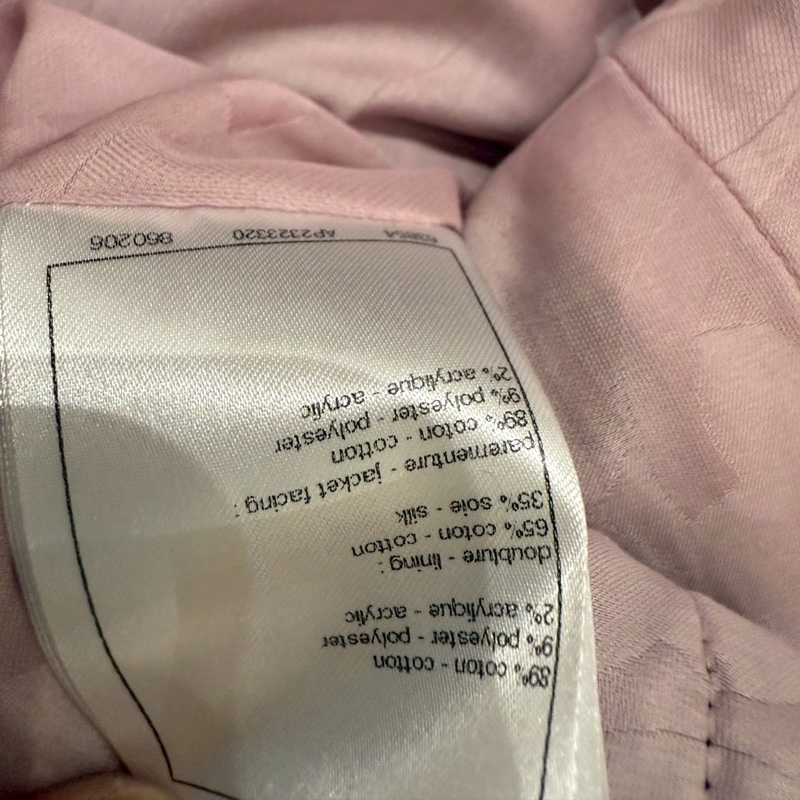 89% coton - cotton
9% polyester - polyester
2% acrylique - acrylic
doublure - lining :
65% coton - cotton
35% soie - silk
parementure - jacket facing :
89% coton - cotton
9% polyester - polyester
2% acrylique - acrylic
AP2323320 860206